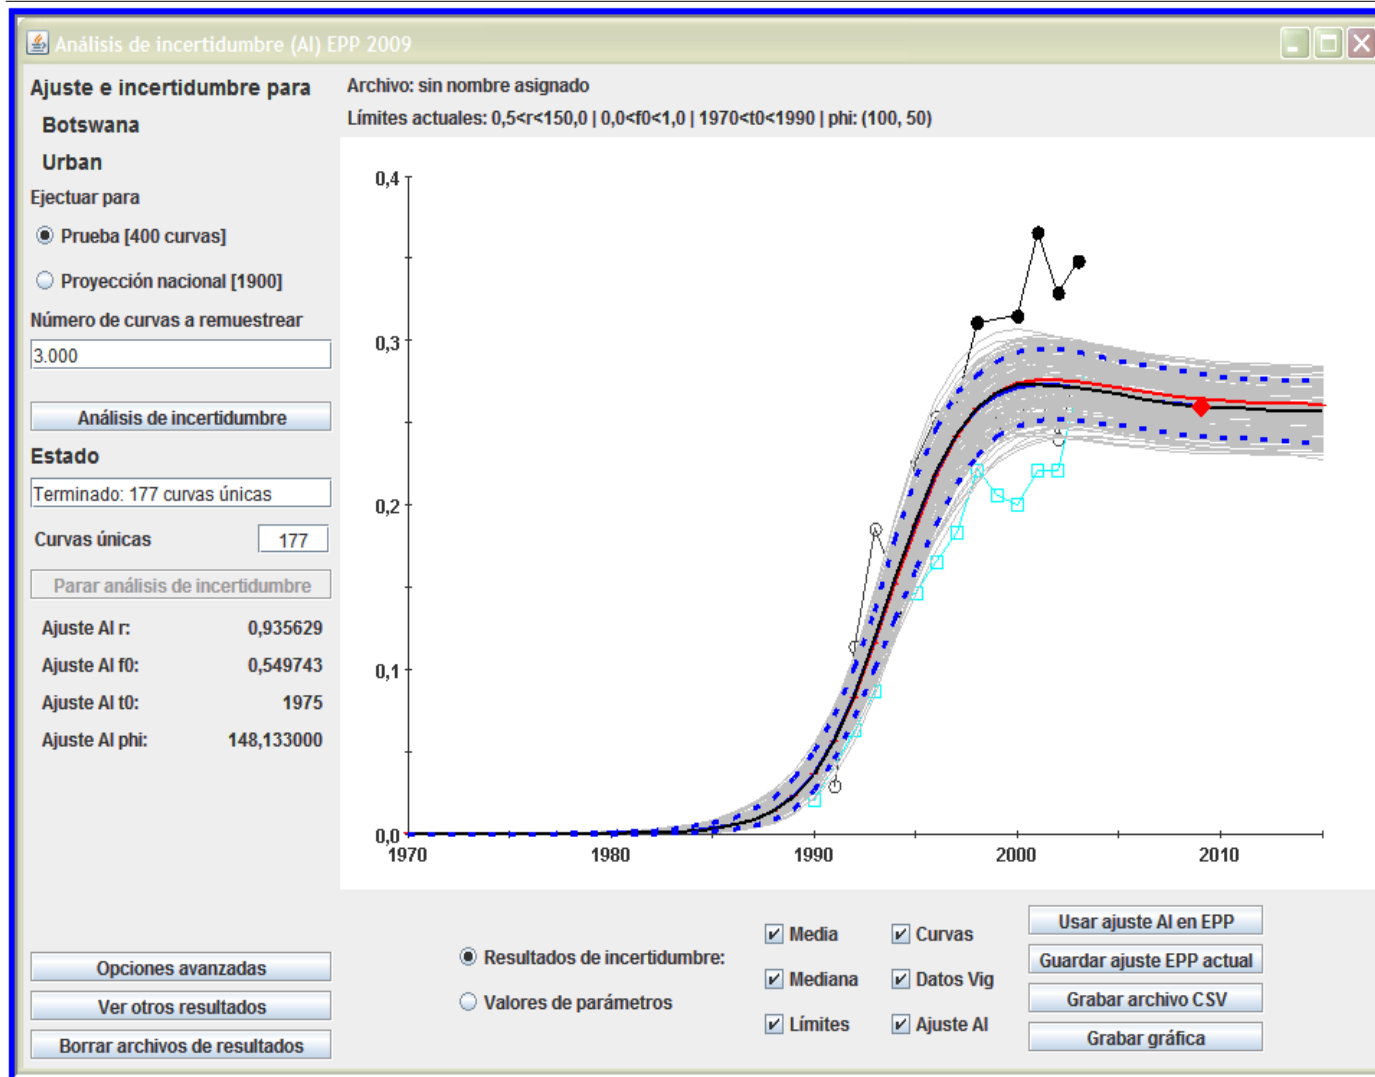 Análisis de incertidumbre (AI) EPP 2009
Ajuste e incertidumbre para
Botswana
Urban
Ejectuar para
Prueba [400 curvas]
Proyección nacional [1900]
Número de curvas a remuestrear
3.000
Análisis de incertidumbre
Estado
Terminado: 177 curvas únicas
Curvas únicas 177
Parar análisis de incertidumbre
Ajuste AI r: 0,935629
Ajuste AI f0: 0,549743
Ajuste AI t0: 1975
Ajuste AI phi: 148,133000
Opciones avanzadas
Ver otros resultados
Borrar archivos de resultados
Archivo: sin nombre asignado
Límites actuales: 0,5<r<150,0 | 0,0<f0<1,0 | 1970<t0<1990 | phi: (100, 50)
0,4
0,3
0,2
0,1
0,0
1970 1980 1990 2000 2010
Resultados de incertidumbre:
Valores de parámetros
Media
Mediana
Límites
Curvas
Datos Vig
Ajuste AI
Usar ajuste AI en EPP
Guardar ajuste EPP actual
Grabar archivo CSV
Grabar gráfica